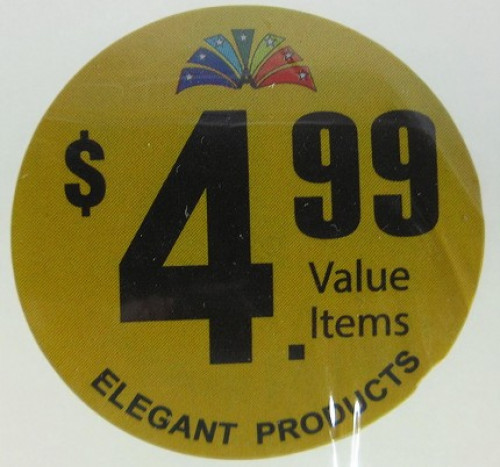 $4.99
Value
Items
ELEGANT PRODUCTS